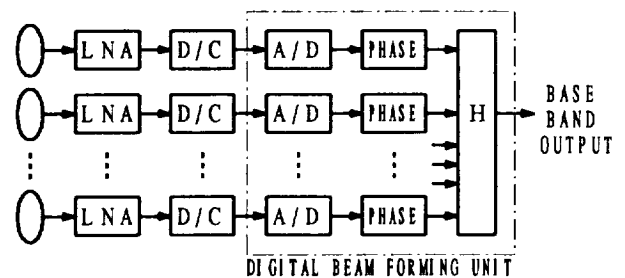 LNA D/C A/D PHASE
LNA D/C A/D PHASE H
BASE
BAND
OUTPUT
LNA D/C A/D PHASE
DIGITAL BEAM FORMING UNIT